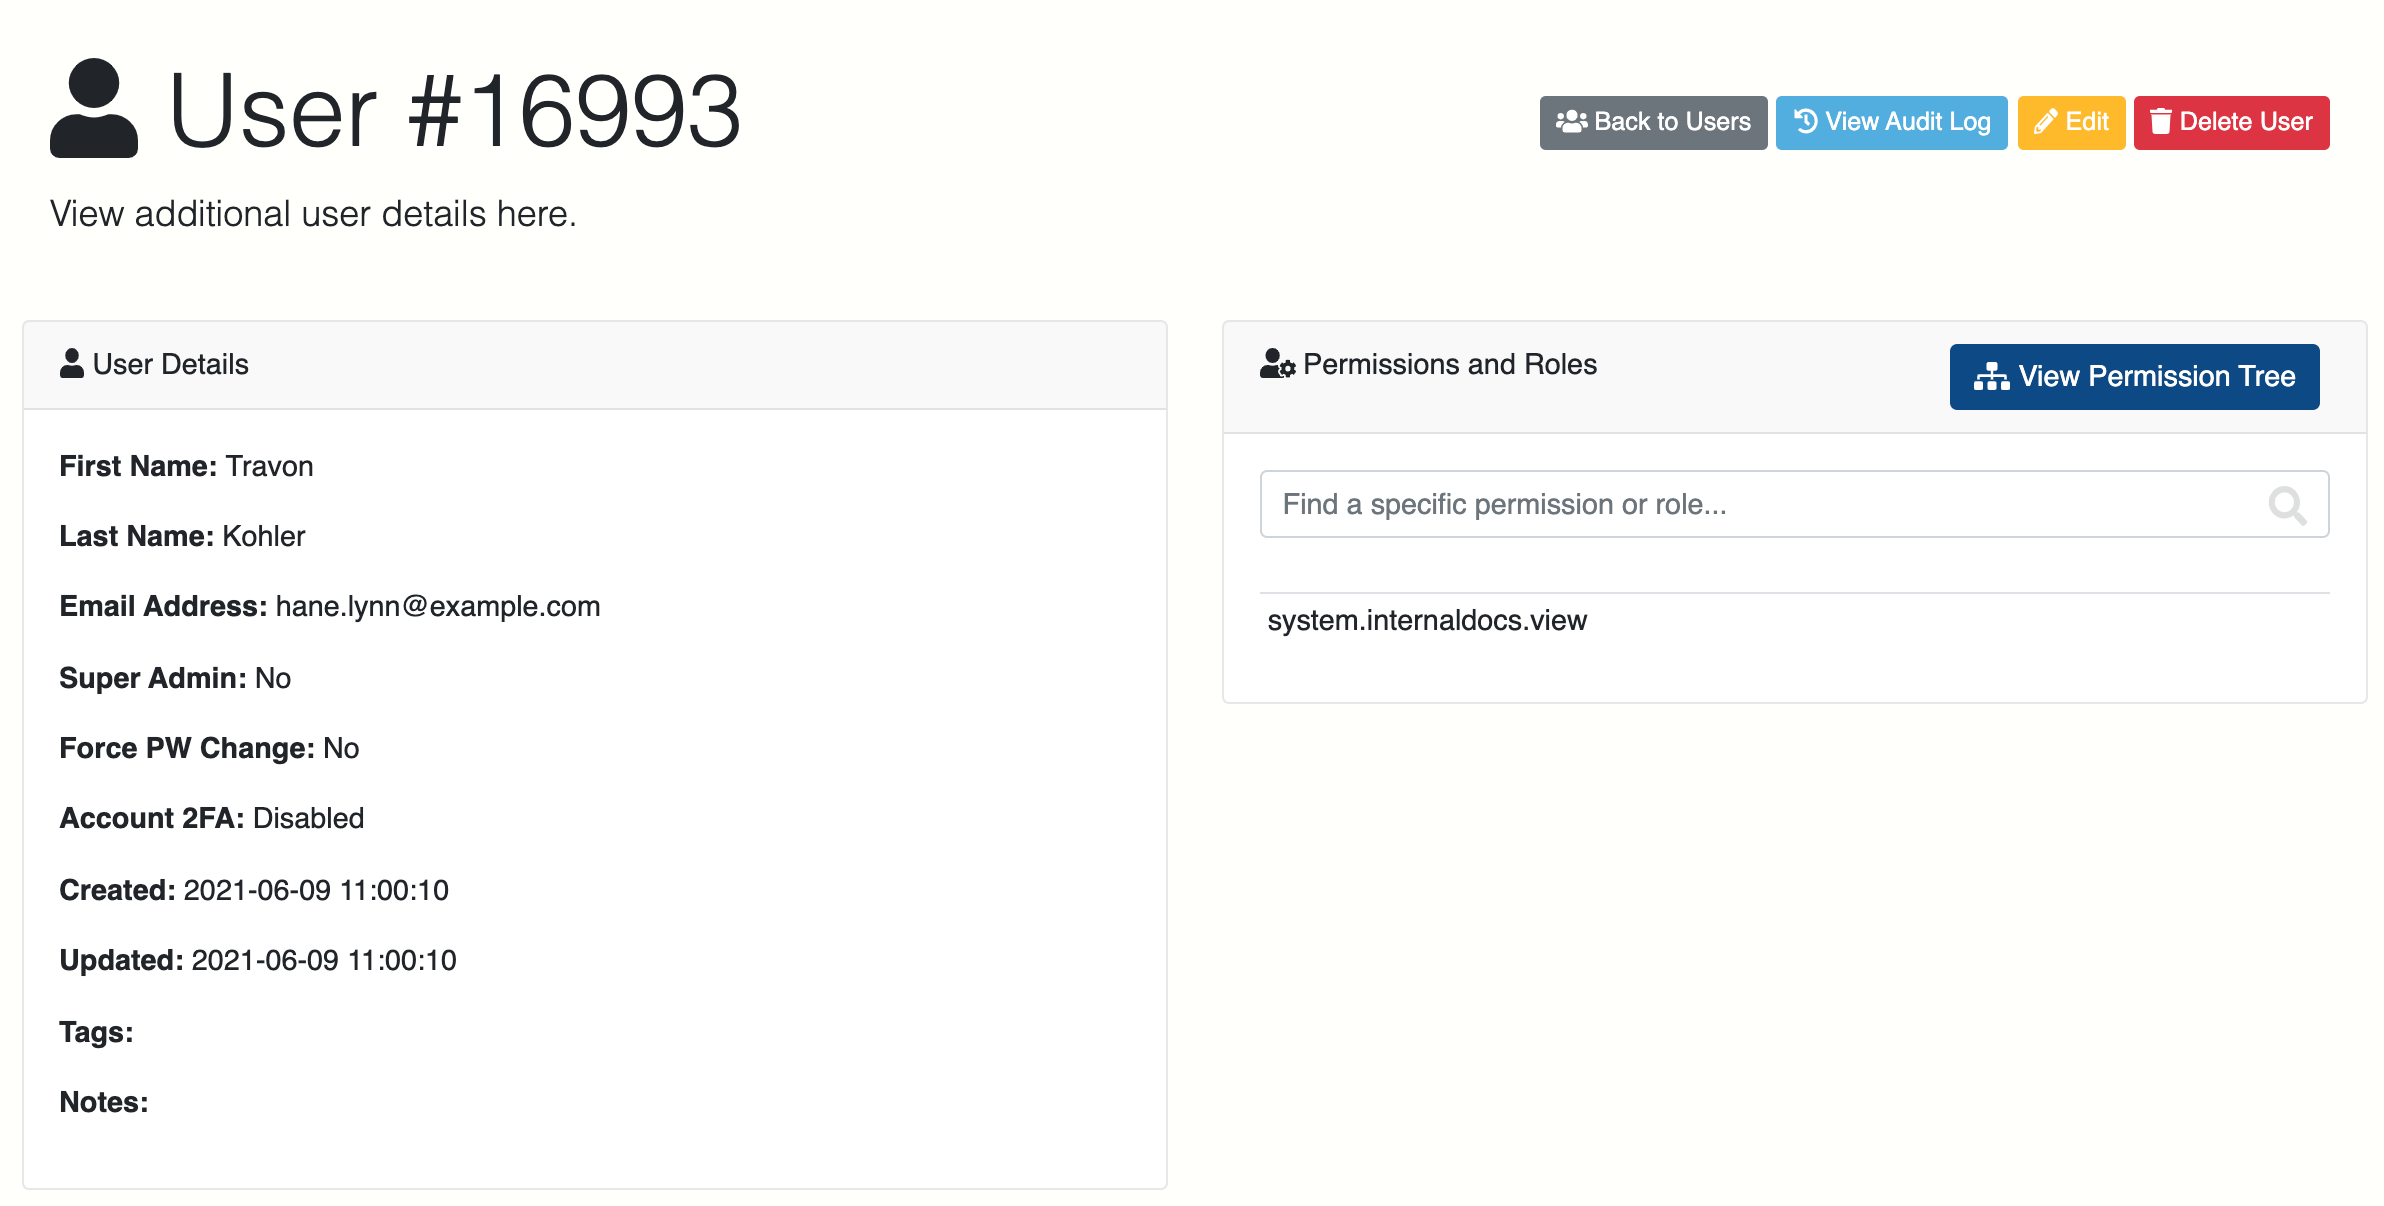 User #16993
Back to Users
View Audit Log
Edit
Delete User
View additional user details here.
User Details
First Name: Travon
Last Name: Kohler
Email Address: hane.lynn@example.com
Super Admin: No
Force PW Change: No
Account 2FA: Disabled
Created: 2021-06-09 11:00:10
Updated: 2021-06-09 11:00:10
Tags:
Notes:
Permissions and Roles
View Permission Tree
Find a specific permission or role...
system.internaldocs.view